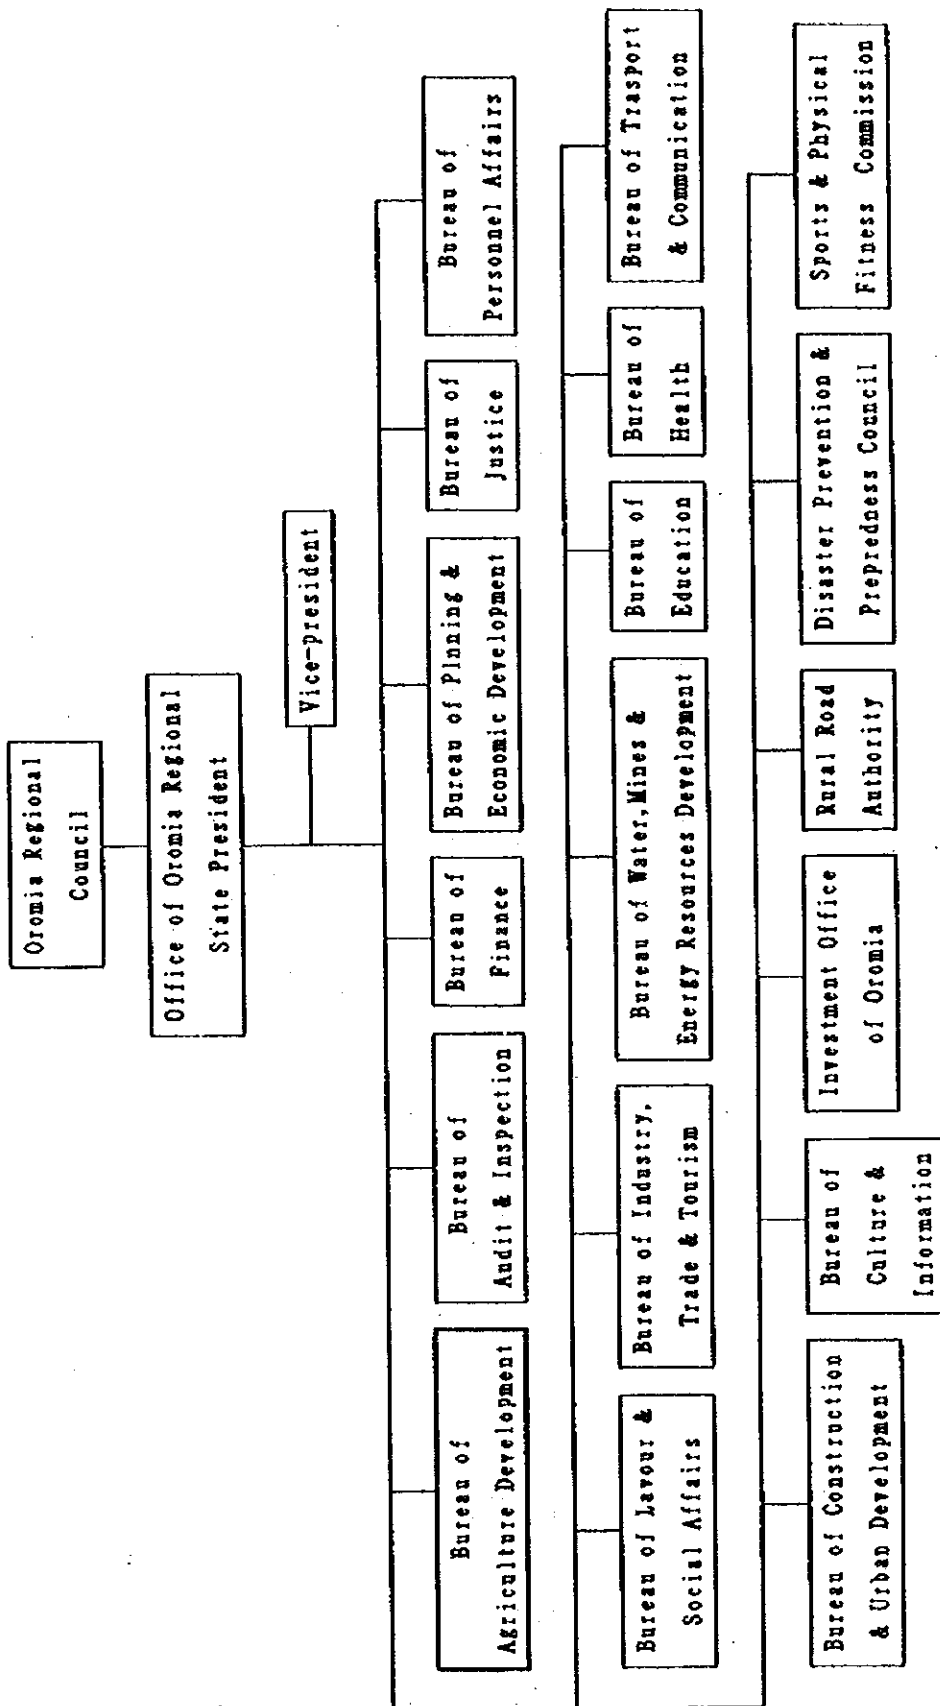 Oromia Regional
Council
Office of Oromia Regional
State President
Vice-president
Bureau of
Agriculture Development
Bureau of
Audit & Inspection
Bureau of
Finance
Bureau of Plnning &
Economic Development
Bureau of
Justice
Bureau of
Personnel Affairs
Bureau of Lavour &
Social Affairs
Bureau of Industry,
Trade & Tourism
Bureau of Water,Mines &
Energy Resources Development
Bureau of
Education
Bureau of
Health
Bureau of Trasport
& Communication
Bureau of Construction
& Urban Development
Bureau of
Culture &
Information
Investment Office
of Oromia
Rural Road
Authority
Disaster Prevention &
Prepredness Council
Sports & Physical
Fitness Commission